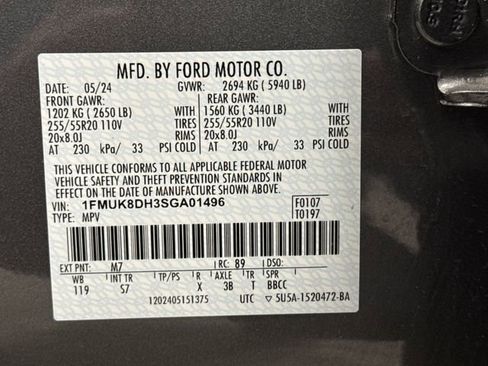 MFD. BY FORD MOTOR CO.
DATE: 05/24 GVWR: 2694 KG ( 5940 LB)
FRONT GAWR: REAR GAWR:
1202 KG ( 2650 LB) WITH 1560 KG ( 3440 LB) WITH
255/55R20 110V TIRES 255/55R20 110V TIRES
20x8.0J RIMS 20x8.0J RIMS
AT 230 kPa/ 33 PSI COLD AT 230 kPa/ 33 PSI COLD
THIS VEHICLE CONFORMS TO ALL APPLICABLE FEDERAL MOTOR
VEHICLE SAFETY AND THEFT PREVENTION STANDARDS IN
EFFECT ON THE DATE OF MANUFACTURE SHOWN ABOVE.
VIN: 1FMUK8DH3SGA01496 F0107
TYPE: MPV T0197
EXT PNT: M7 RC: 89 DSO:
WB INT TR TP/PS R AXLE TR SPR
119 S7 X 3B T BBCC
1202405151375 UTC ▽5U5A-1520472-BA